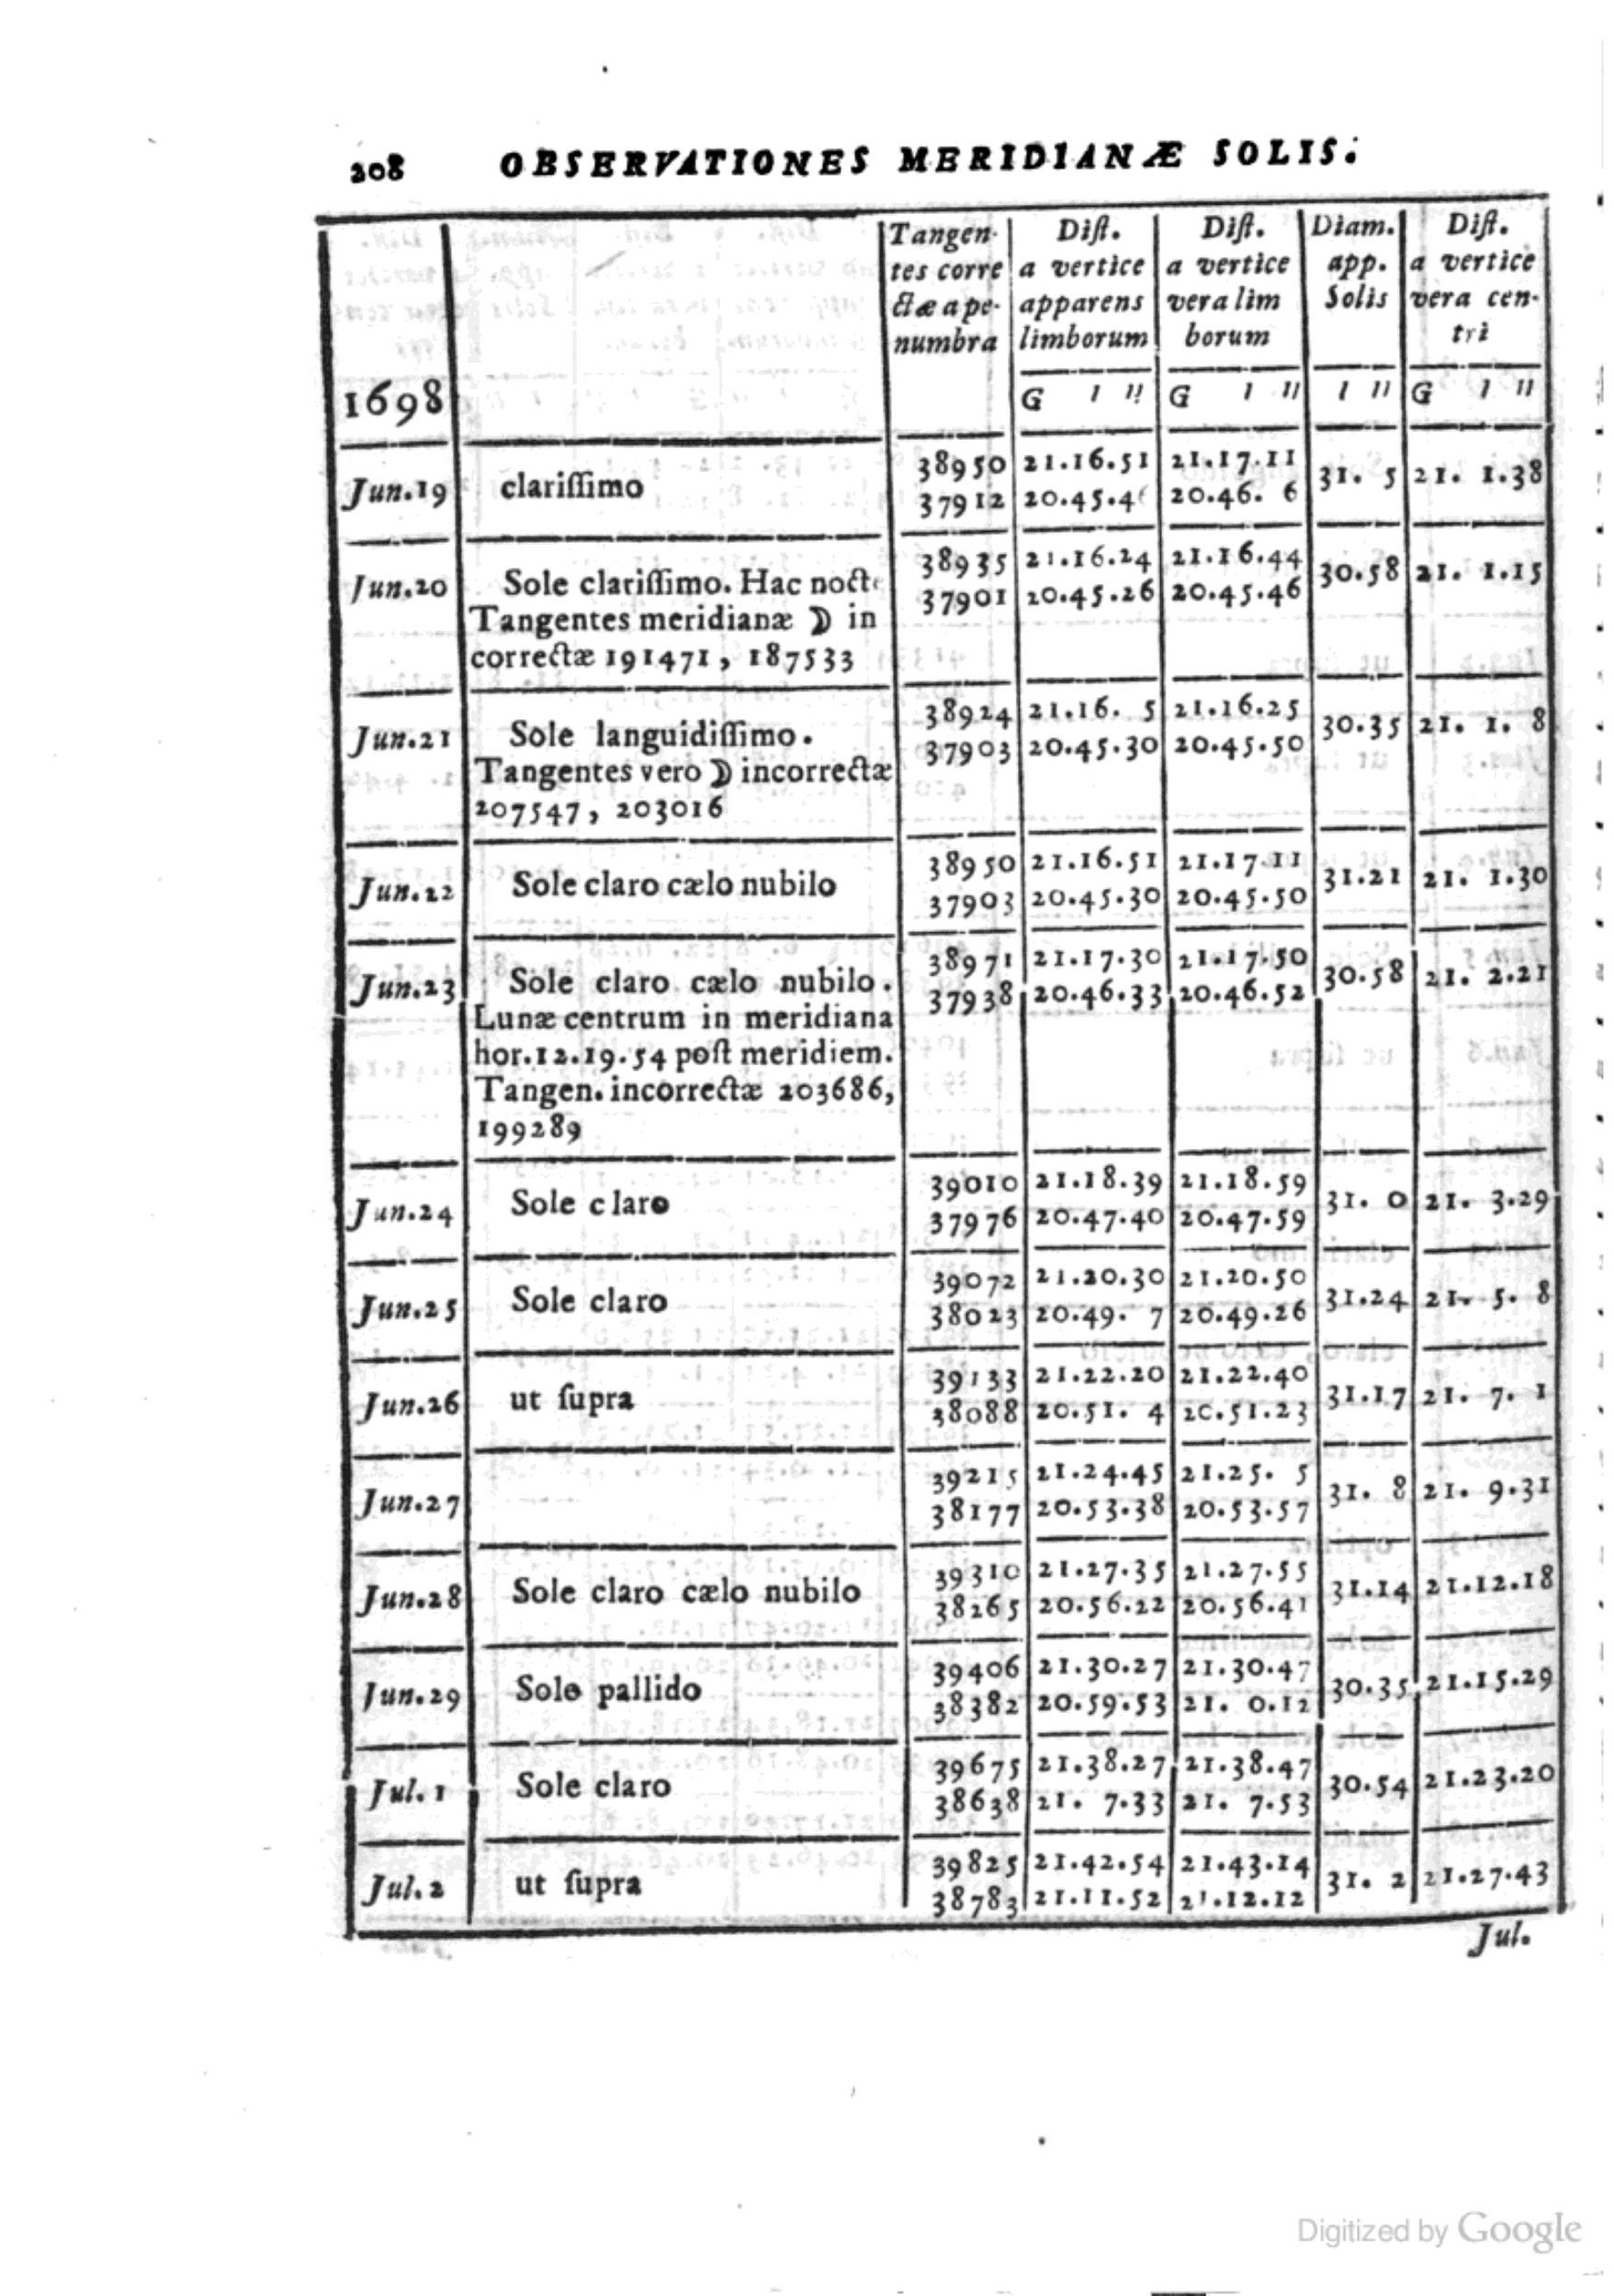 208 OBSERVATIONES MERIDIANÆ SOLIS.
1698
Tangen-
tes corre
ctæ a pe-
numbra
Dist.
a vertice
apparens
limborum
G I II
Dist.
a vertice
vera lim
borum
G I II
Diam.
app.
Solis
I II
Dist.
a vertice
vera cen-
tri
G I II
Jun.19 clarissimo 38950 21.16.51 21.17.11 31. 5 21. 1.38
37912 20.45.46 20.46. 6
Jun.20 Sole clarissimo. Hac nocte 38935 21.16.24 21.16.44 30.58 21. 1.15
Tangentes meridianæ ☽ in 37901 20.45.26 20.45.46
correctæ 191471, 187533
Jun.21 Sole languidissimo. 38924 21.16. 5 21.16.25 30.35 21. 1. 8
Tangentes vero ☽ incorrectæ 37903 20.45.30 20.45.50
207547, 203016
Jun.22 Sole claro cælo nubilo 38950 21.16.51 21.17.11 31.21 21. 1.30
37903 20.45.30 20.45.50
Jun.23 Sole claro cælo nubilo. 38971 21.17.30 21.17.50 30.58 21. 2.21
Lunæ centrum in meridiana 37938 20.46.33 20.46.52
hor.12.19.54 post meridiem.
Tangen. incorrectæ 203686,
199289
Jun.24 Sole claro 39010 21.18.39 21.18.59 31. 0 21. 3.29
37976 20.47.40 20.47.59
Jun.25 Sole claro 39072 21.20.30 21.20.50 31.24 21. 5. 8
38023 20.49. 7 20.49.26
Jun.26 ut supra 39133 21.22.20 21.22.40 31.17 21. 7. 1
38088 20.51. 4 20.51.23
Jun.27 39215 21.24.45 21.25. 5 31. 8 21. 9.31
38177 20.53.38 20.53.57
Jun.28 Sole claro cælo nubilo 39310 21.27.35 21.27.55 31.14 21.12.18
38265 20.56.22 20.56.41
Jun.29 Sole pallido 39406 21.30.27 21.30.47 30.35 21.15.29
38382 20.59.53 21. 0.12
Jul.1 Sole claro 39675 21.38.27 21.38.47 30.54 21.23.20
38638 21. 7.33 21. 7.53
Jul.2 ut supra 39825 21.42.54 21.43.14 31. 2 21.27.43
38783 21.11.52 21.12.12
Jul.
Digitized by Google